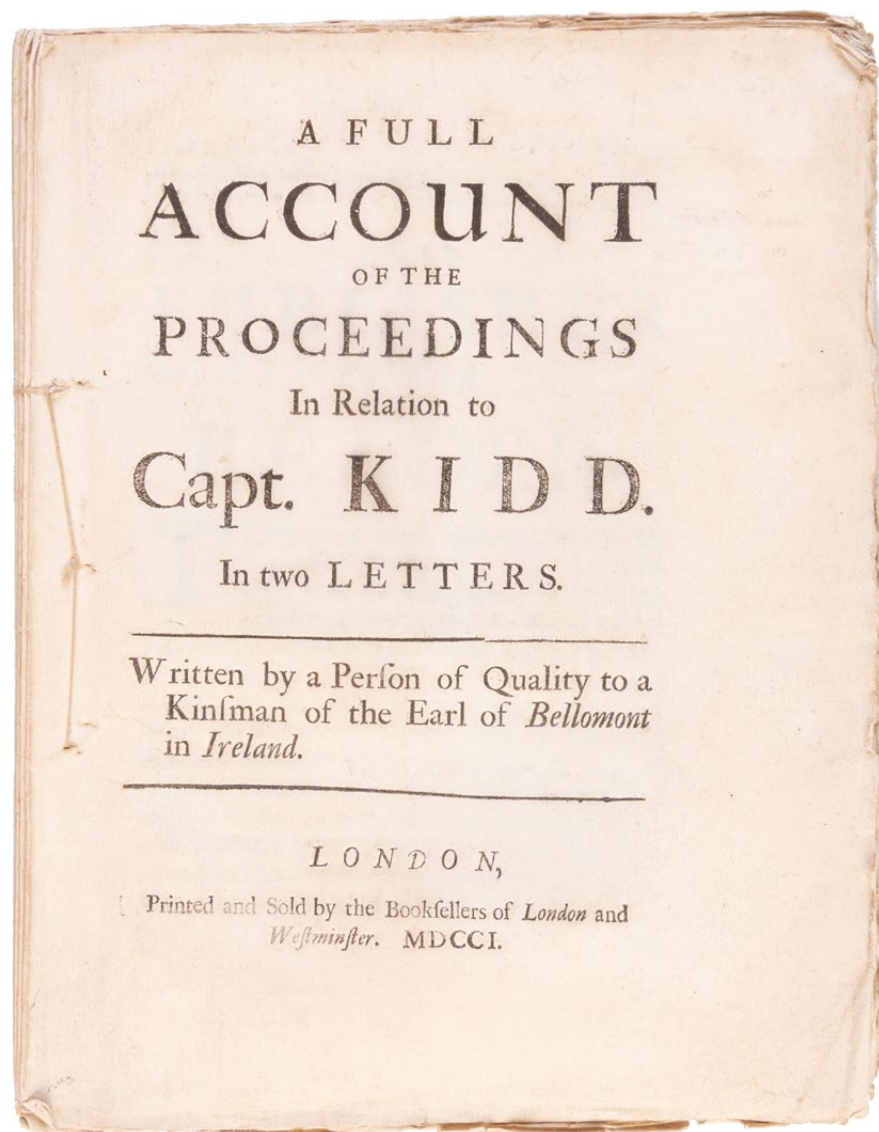 A FULL
ACCOUNT
OF THE
PROCEEDINGS
In Relation to
Capt. KIDD.
In two LETTERS.
Written by a Perſon of Quality to a
Kinſman of the Earl of Bellomont
in Ireland.
LONDON,
Printed and Sold by the Bookſellers of London and
Weſtminſter. MDCCI.